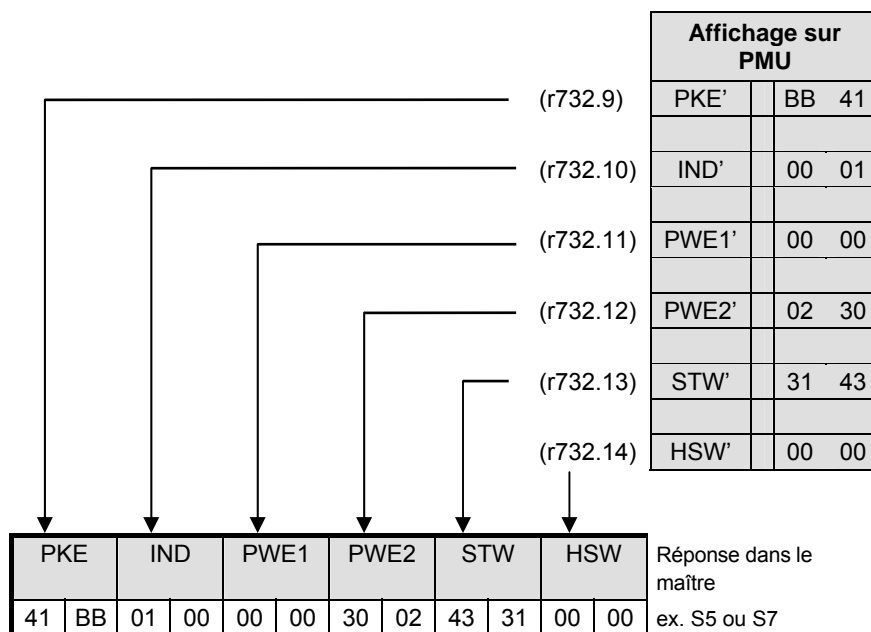 Affichage sur
PMU
(r732.9) PKE’ BB 41
(r732.10) IND’ 00 01
(r732.11) PWE1’ 00 00
(r732.12) PWE2’ 02 30
(r732.13) STW’ 31 43
(r732.14) HSW’ 00 00
PKE IND PWE1 PWE2 STW HSW Réponse dans le
maître
41 BB 01 00 00 00 30 02 43 31 00 00 ex. S5 ou S7